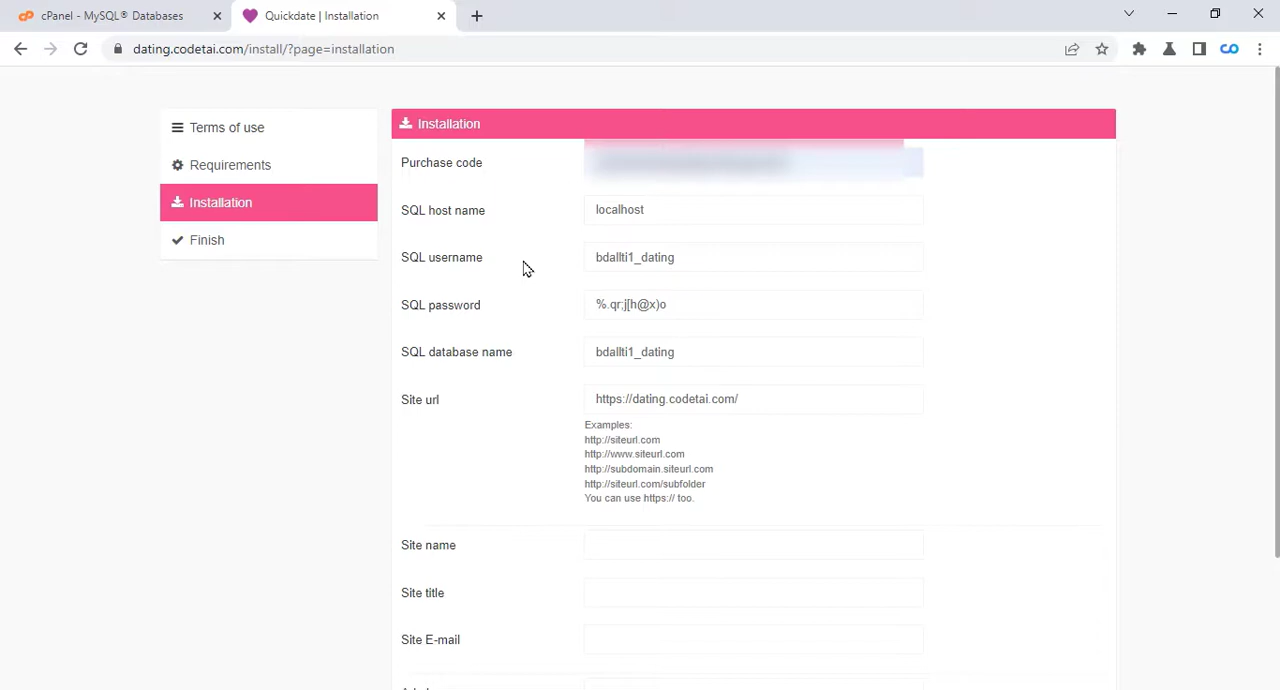 cPanel - MySQL® Databases
Quickdate | Installation
dating.codetai.com/install/?page=installation
Terms of use
Requirements
Installation
Finish
Installation
Purchase code
SQL host name
localhost
SQL username
bdallti1_dating
SQL password
%.qr;j[h@x)o
SQL database name
bdallti1_dating
Site url
https://dating.codetai.com/
Examples:
http://siteurl.com
http://www.siteurl.com
http://subdomain.siteurl.com
http://siteurl.com/subfolder
You can use https:// too.
Site name
Site title
Site E-mail